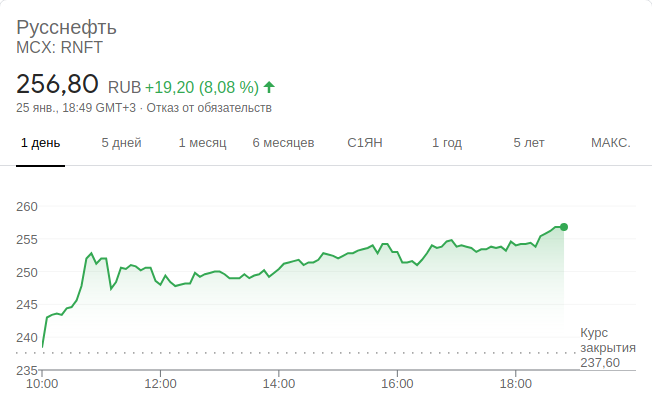 Русснефть
MCX: RNFT
256,80 RUB +19,20 (8,08 %)
25 янв., 18:49 GMT+3 · Отказ от обязательств
1 день 5 дней 1 месяц 6 месяцев С1ЯН 1 год 5 лет МАКС.
260
255
250
245
240
Курс
закрытия
237,60
235
10:00 12:00 14:00 16:00 18:00